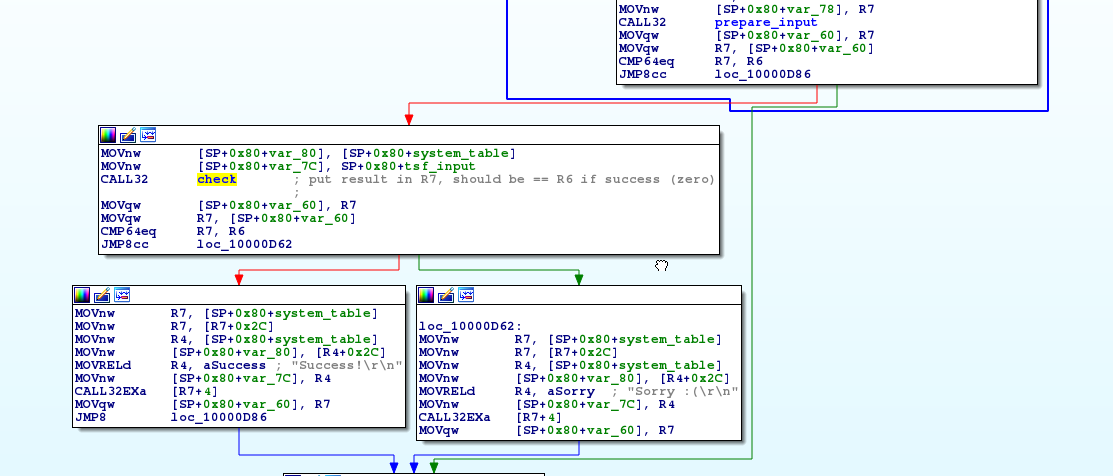 MOVnw [SP+0x80+var_78], R7
CALL32 prepare_input
MOVqw [SP+0x80+var_60], R7
MOVqw R7, [SP+0x80+var_60]
CMP64eq R7, R6
JMP8cc loc_10000D86
MOVnw [SP+0x80+var_80], [SP+0x80+system_table]
MOVnw [SP+0x80+var_7C], SP+0x80+tsf_input
CALL32 check ; put result in R7, should be == R6 if success (zero)
;
MOVqw [SP+0x80+var_60], R7
MOVqw R7, [SP+0x80+var_60]
CMP64eq R7, R6
JMP8cc loc_10000D62
MOVnw R7, [SP+0x80+system_table]
MOVnw R7, [R7+0x2C]
MOVnw R4, [SP+0x80+system_table]
MOVnw [SP+0x80+var_80], [R4+0x2C]
MOVRELd R4, aSuccess ; "Success!\r\n"
MOVnw [SP+0x80+var_7C], R4
CALL32EXa [R7+4]
MOVqw [SP+0x80+var_60], R7
JMP8 loc_10000D86
loc_10000D62:
MOVnw R7, [SP+0x80+system_table]
MOVnw R7, [R7+0x2C]
MOVnw R4, [SP+0x80+system_table]
MOVnw [SP+0x80+var_80], [R4+0x2C]
MOVRELd R4, aSorry ; "Sorry :(\r\n"
MOVnw [SP+0x80+var_7C], R4
CALL32EXa [R7+4]
MOVqw [SP+0x80+var_60], R7